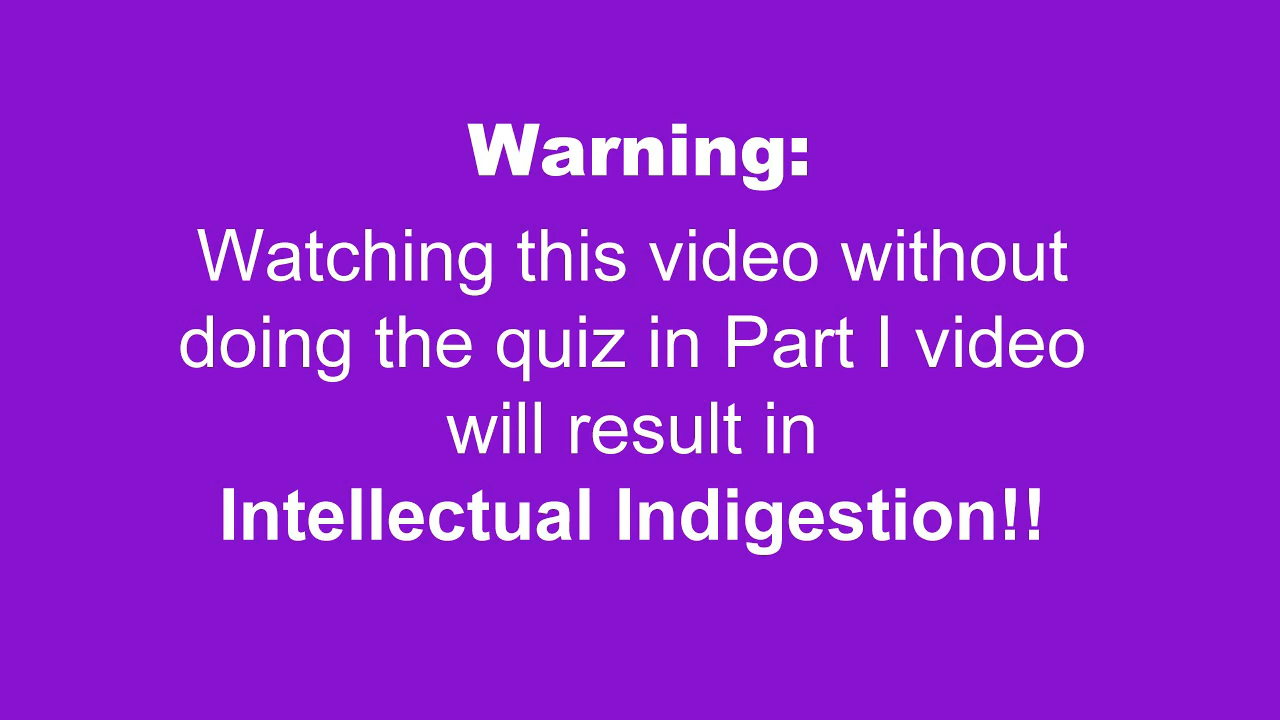 Warning:
Watching this video without
doing the quiz in Part I video
will result in
Intellectual Indigestion!!